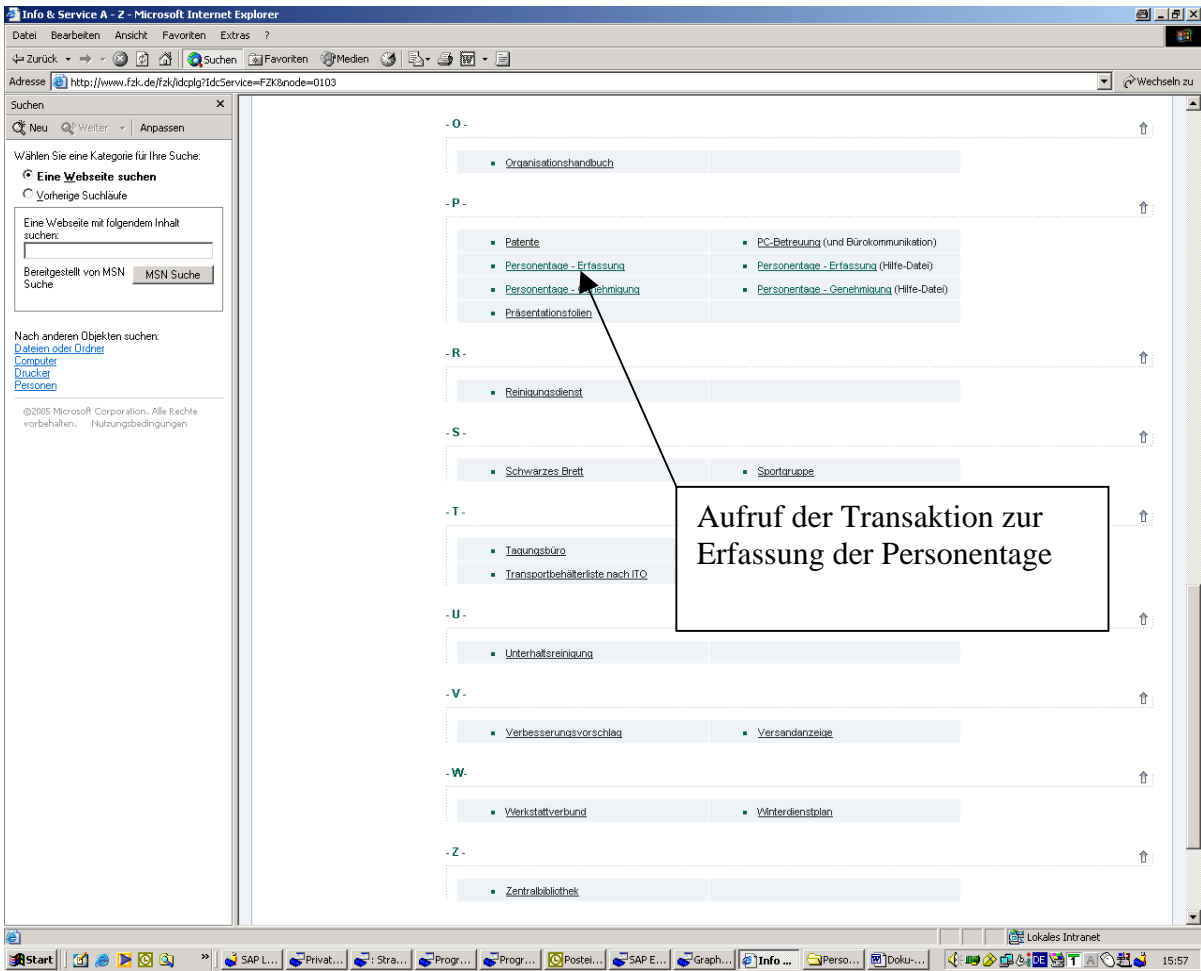 Info & Service A - Z - Microsoft Internet Explorer
Datei Bearbeiten Ansicht Favoriten Extras ?
Zurück Suchen Favoriten Medien
Adresse http://www.fzk.de/fzk/idcplg?IdcService=FZK&node=0103 Wechseln zu
Suchen
Neu Weiter Anpassen
Wählen Sie eine Kategorie für Ihre Suche:
Eine Webseite suchen
Vorherige Suchläufe
Eine Webseite mit folgendem Inhalt
suchen:
Bereitgestellt von MSN
Suche
MSN Suche
Nach anderen Objekten suchen:
Dateien oder Ordner
Computer
Drucker
Personen
©2005 Microsoft Corporation. Alle Rechte
vorbehalten. Nutzungsbedingungen
- O -
Organisationshandbuch
- P -
Patente PC-Betreuung (und Bürokommunikation)
Personentage - Erfassung Personentage - Erfassung (Hilfe-Datei)
Personentage - Genehmigung Personentage - Genehmigung (Hilfe-Datei)
Präsentationsfolien
- R -
Reinigungsdienst
- S -
Schwarzes Brett Sportgruppe
Aufruf der Transaktion zur
Erfassung der Personentage
- T -
Tagungsbüro
Transportbehälterliste nach ITO
- U -
Unterhaltsreinigung
- V -
Verbesserungsvorschlag Versandanzeige
- W-
Werkstattverbund Winterdienstplan
- Z -
Zentralbibliothek
Lokales Intranet
Start SAP L... Privat... : Stra... Progr... Progr... Postei... SAP E... Graph... Info ... Perso... Doku-... DE 15:57